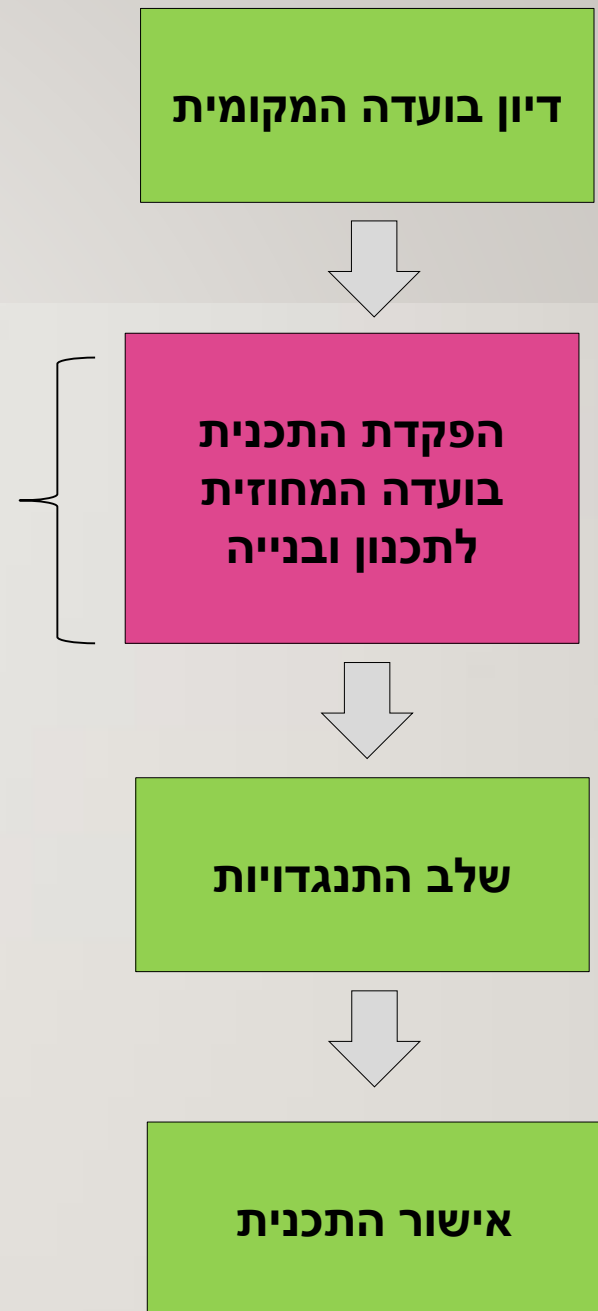 דיון בועדה המקומית
הפקדת התכנית
בועדה המחוזית
לתכנון ובנייה
שלב התנגדויות
אישור התכנית